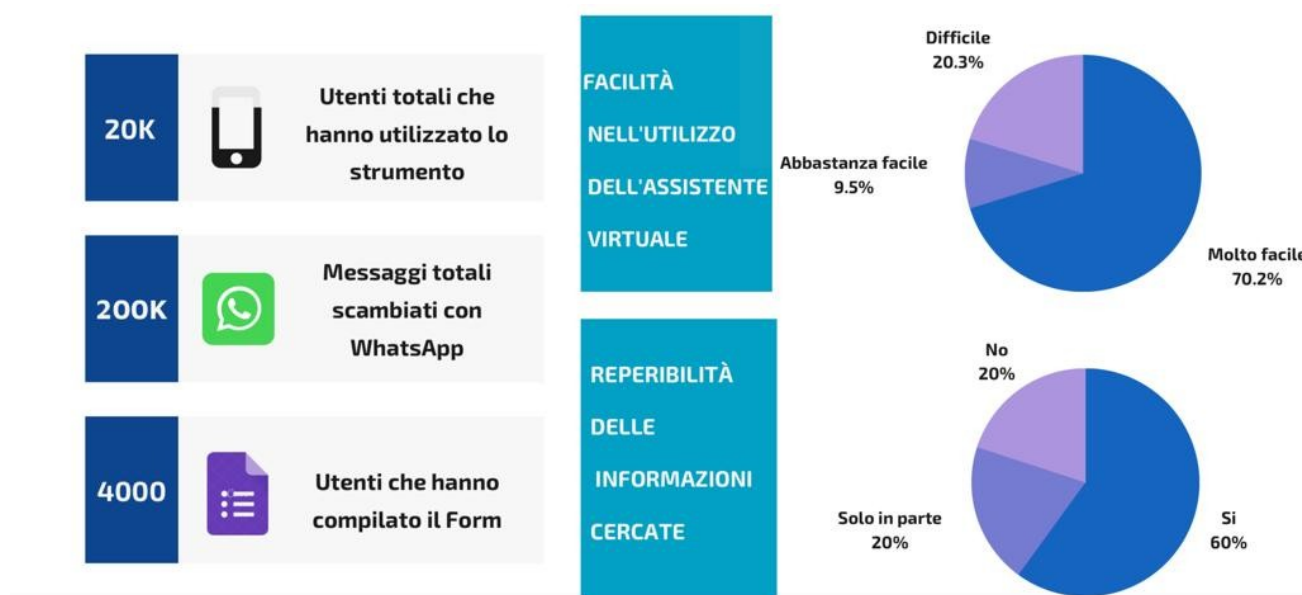 20K
Utenti totali che
hanno utilizzato lo
strumento
200K
Messaggi totali
scambiati con
WhatsApp
4000
Utenti che hanno
compilato il Form
FACILITÀ
NELL'UTILIZZO
DELL'ASSISTENTE
VIRTUALE
Difficile
20.3%
Abbastanza facile
9.5%
Molto facile
70.2%
REPERIBILITÀ
DELLE
INFORMAZIONI
CERCATE
No
20%
Solo in parte
20%
Si
60%